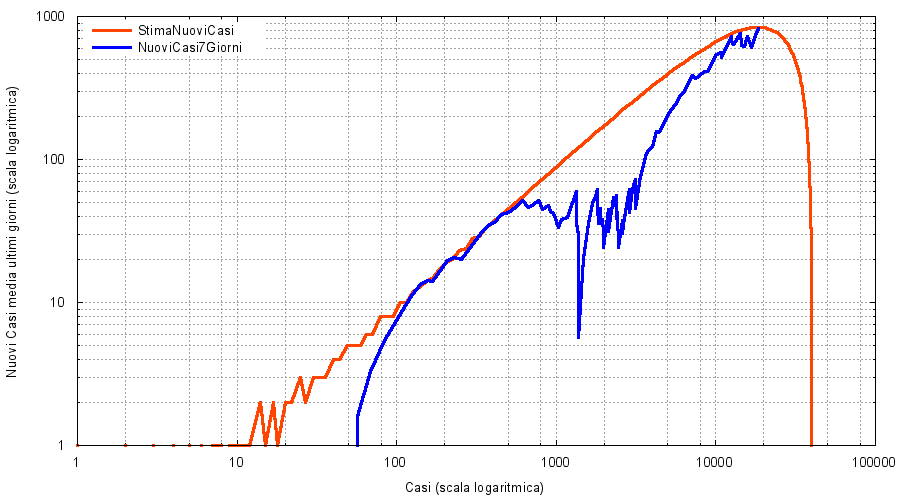 1000
StimaNuoviCasi
NuoviCasi7Giorni
100
10
1
Nuovi Casi media ultimi giorni (scala logaritmica)
1 10 100 1000 10000 100000
Casi (scala logaritmica)